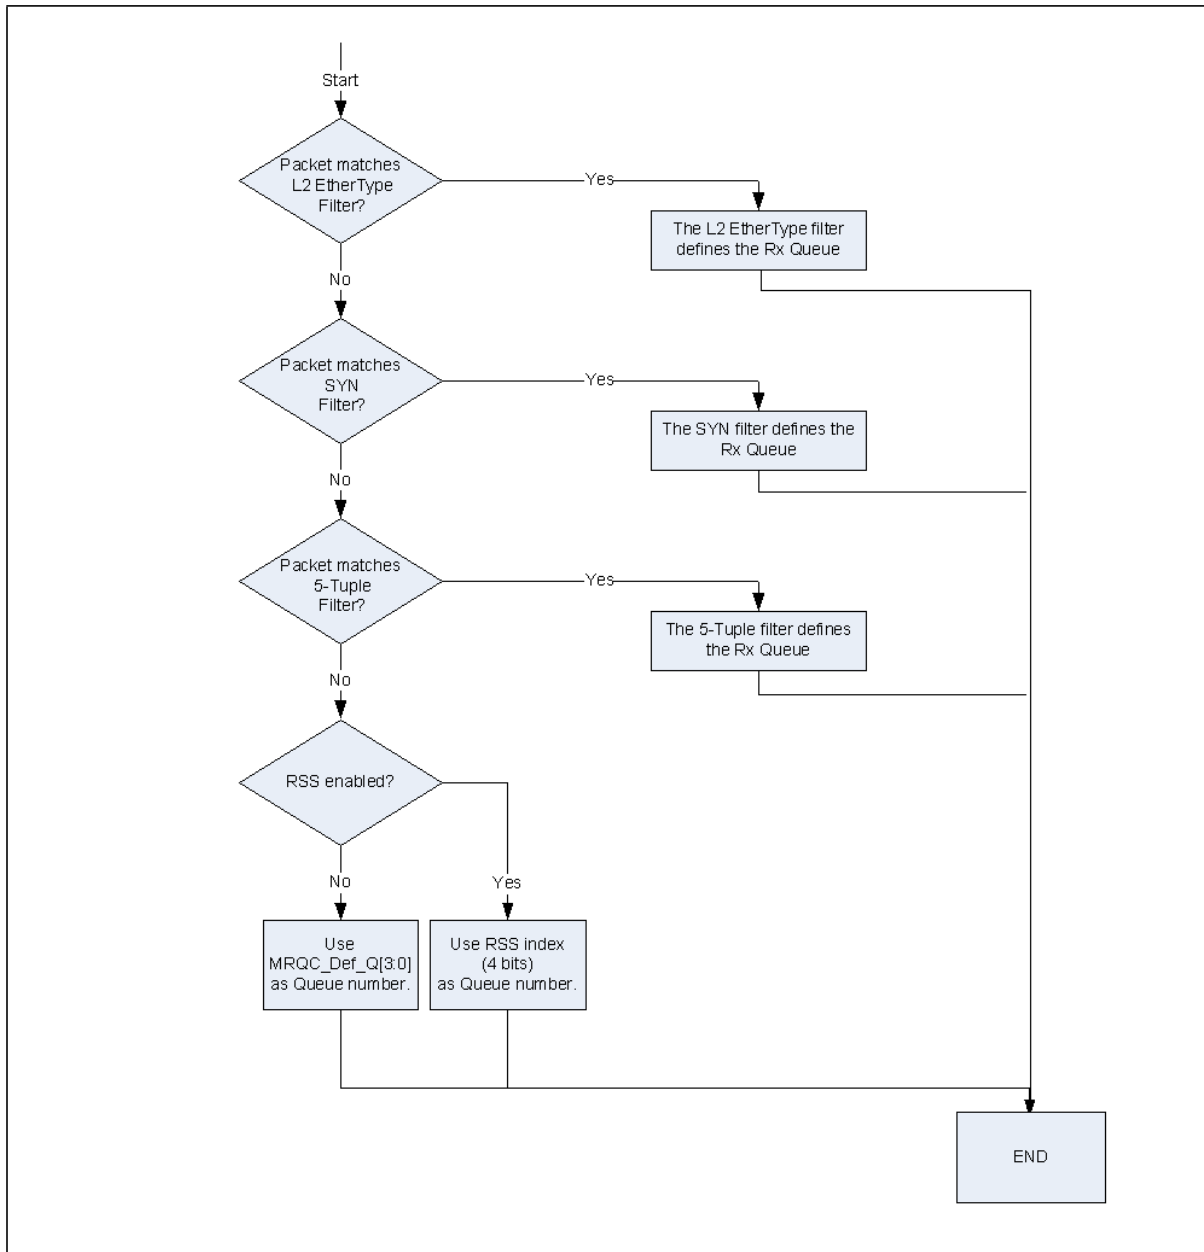 Start
Packet matches
L2 EtherType
Filter?
Yes
The L2 EtherType filter
defines the Rx Queue
No
Packet matches
SYN
Filter?
Yes
The SYN filter defines the
Rx Queue
No
Packet matches
5-Tuple
Filter?
Yes
The 5-Tuple filter defines
the Rx Queue
No
RSS enabled?
No
Yes
Use
MRQC_Def_Q[3:0]
as Queue number.
Use RSS index
(4 bits)
as Queue number.
END